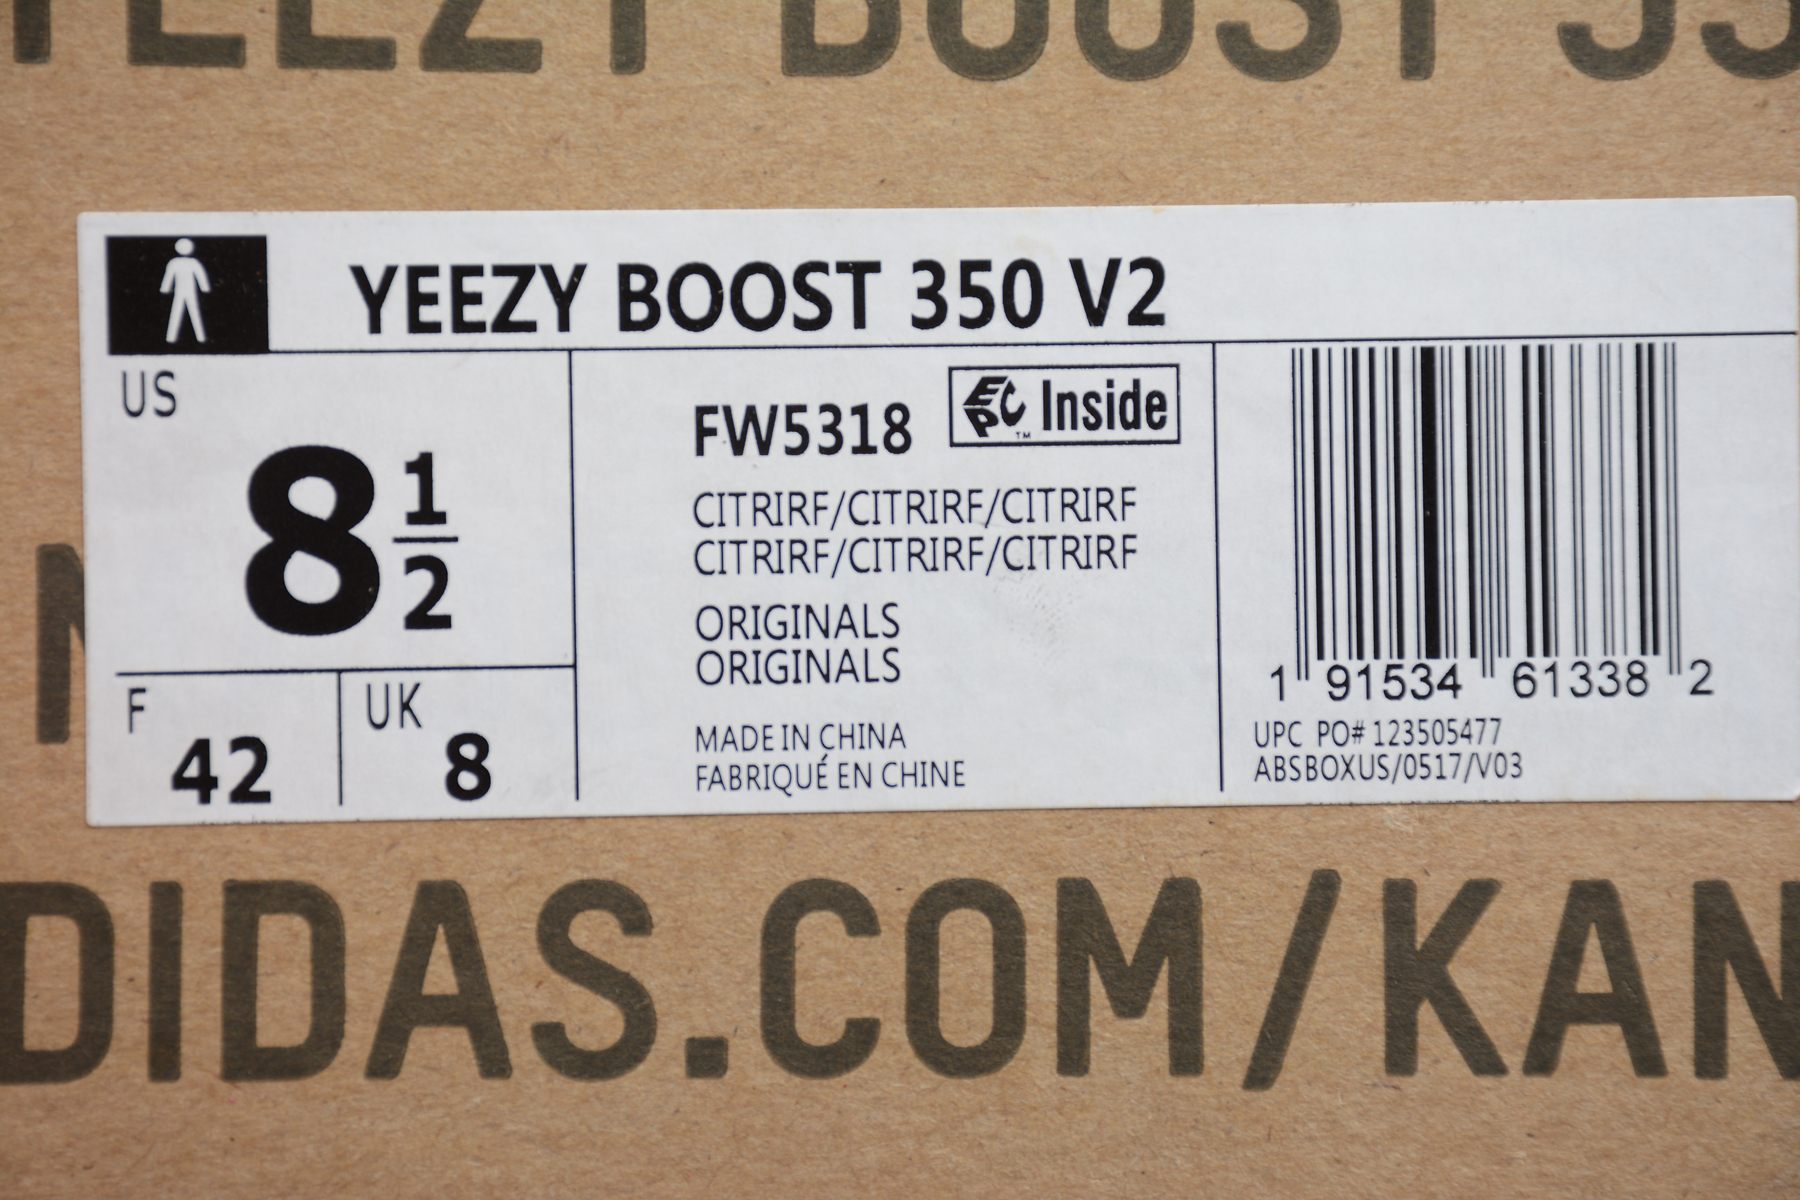 YEEZY BOOST 35
YEEZY BOOST 350 V2
US
8 1/2
F
42
UK
8
FW5318
EPC™ Inside
CITRIRF/CITRIRF/CITRIRF
CITRIRF/CITRIRF/CITRIRF
ORIGINALS
ORIGINALS
MADE IN CHINA
FABRIQUÉ EN CHINE
1 91534 61338 2
UPC PO# 123505477
ABSBOXUS/0517/V03
DIDAS.COM/KAN